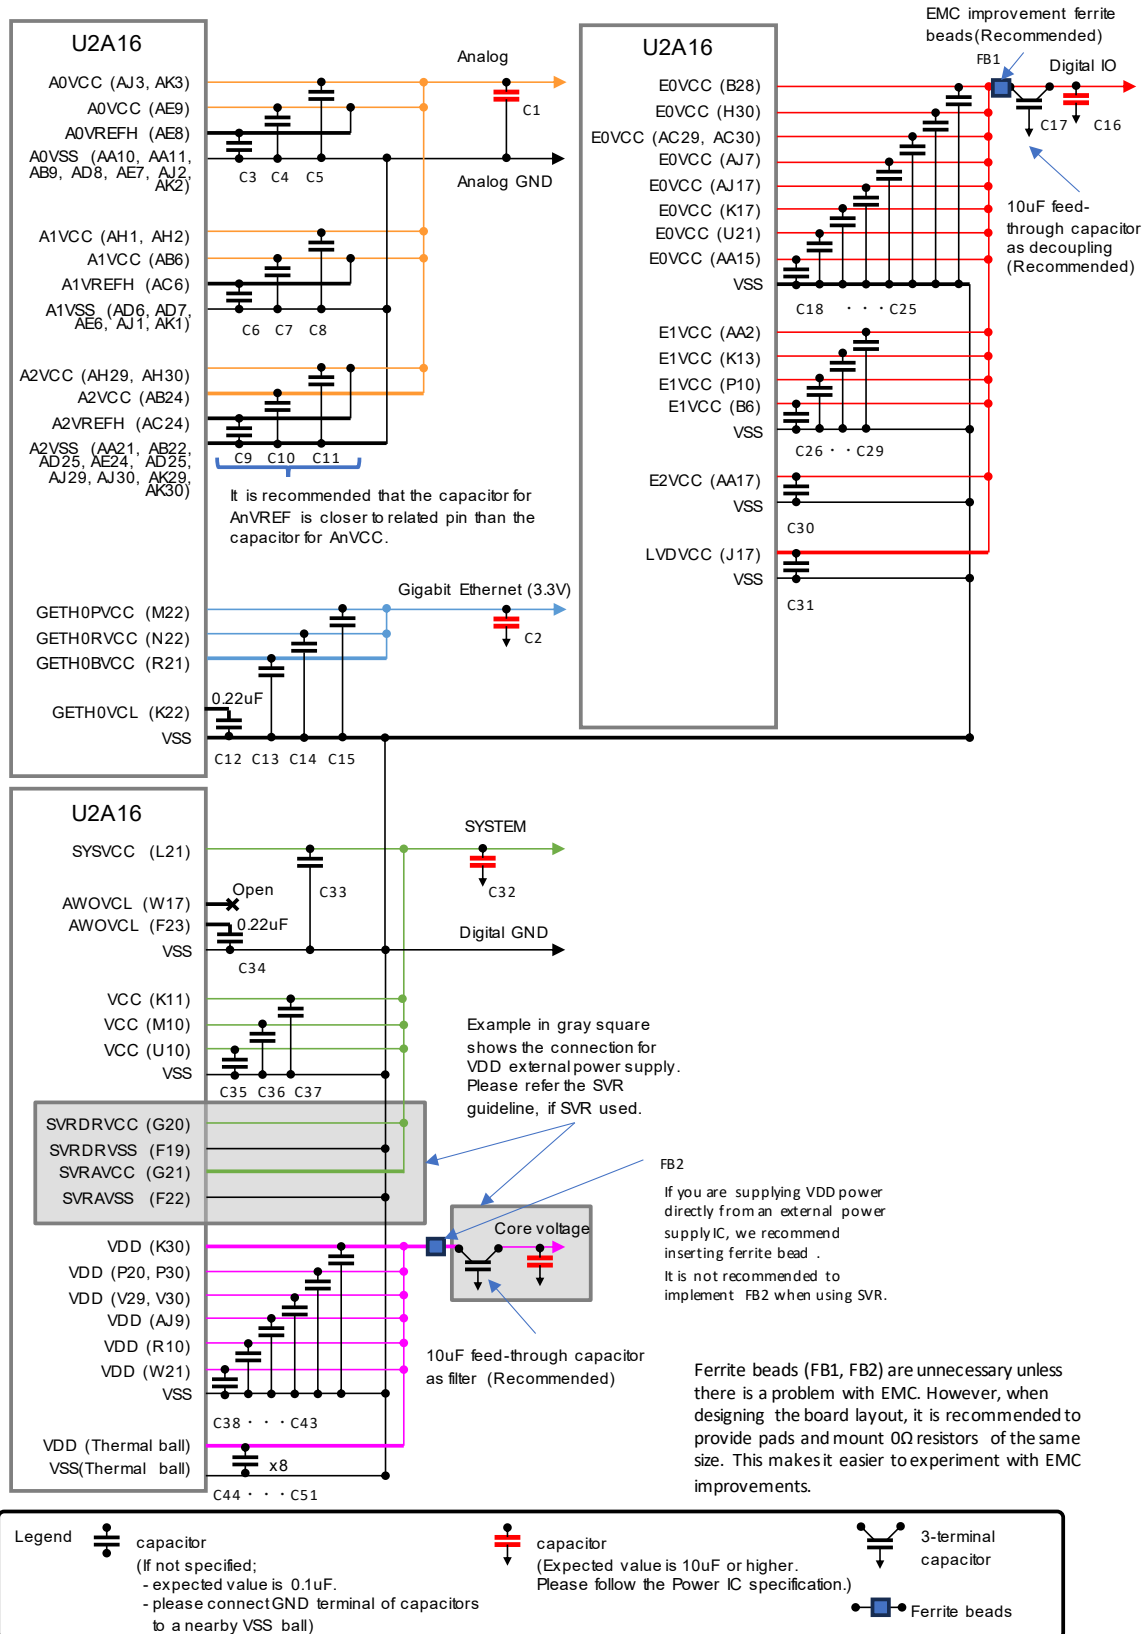 U2A16
A0VCC (AJ3, AK3)
A0VCC (AE9)
A0VREFH (AE8)
A0VSS (AA10, AA11,
AB9, AD8, AE7, AJ2,
AK2)
C3 C4 C5
Analog
C1
Analog GND
A1VCC (AH1, AH2)
A1VCC (AB6)
A1VREFH (AC6)
A1VSS (AD6, AD7,
AE6, AJ1, AK1)
C6 C7 C8
A2VCC (AH29, AH30)
A2VCC (AB24)
A2VREFH (AC24)
A2VSS (AA21, AB22,
AD25, AE24, AD25,
AJ29, AJ30, AK29,
AK30)
C9 C10 C11
It is recommended that the capacitor for
AnVREF is closer to related pin than the
capacitor for AnVCC.
Gigabit Ethernet (3.3V)
C2
GETH0PVCC (M22)
GETH0RVCC (N22)
GETH0BVCC (R21)
0.22uF
GETH0VCL (K22)
VSS
C12 C13 C14 C15
U2A16
E0VCC (B28)
E0VCC (H30)
E0VCC (AC29, AC30)
E0VCC (AJ7)
E0VCC (AJ17)
E0VCC (K17)
E0VCC (U21)
E0VCC (AA15)
VSS
C18 · · · C25
E1VCC (AA2)
E1VCC (K13)
E1VCC (P10)
E1VCC (B6)
VSS
C26 · · C29
E2VCC (AA17)
VSS
C30
LVDVCC (J17)
VSS
C31
EMC improvement ferrite
beads(Recommended)
FB1
Digital IO
C17 C16
10uF feed-
through capacitor
as decoupling
(Recommended)
U2A16
SYSVCC (L21)
SYSTEM
C33
C32
Open
AWOVCL (W17)
AWOVCL (F23)
0.22uF
VSS
C34
Digital GND
VCC (K11)
VCC (M10)
VCC (U10)
VSS
C35 C36 C37
Example in gray square
shows the connection for
VDD external power supply.
Please refer the SVR
guideline, if SVR used.
SVRDRVCC (G20)
SVRDRVSS (F19)
SVRAVCC (G21)
SVRAVSS (F22)
FB2
If you are supplying VDD power
directly from an external power
supply IC, we recommend
inserting ferrite bead .
It is not recommended to
implement FB2 when using SVR.
Core voltage
VDD (K30)
VDD (P20, P30)
VDD (V29, V30)
VDD (AJ9)
VDD (R10)
VDD (W21)
VSS
C38 · · · C43
10uF feed-through capacitor
as filter (Recommended)
VDD (Thermal ball)
VSS(Thermal ball)
x8
C44 · · · C51
Ferrite beads (FB1, FB2) are unnecessary unless
there is a problem with EMC. However, when
designing the board layout, it is recommended to
provide pads and mount 0Ω resistors of the same
size. This makes it easier to experiment with EMC
improvements.
Legend
capacitor
(If not specified;
- expected value is 0.1uF.
- please connect GND terminal of capacitors
to a nearby VSS ball)
capacitor
(Expected value is 10uF or higher.
Please follow the Power IC specification.)
3-terminal
capacitor
Ferrite beads